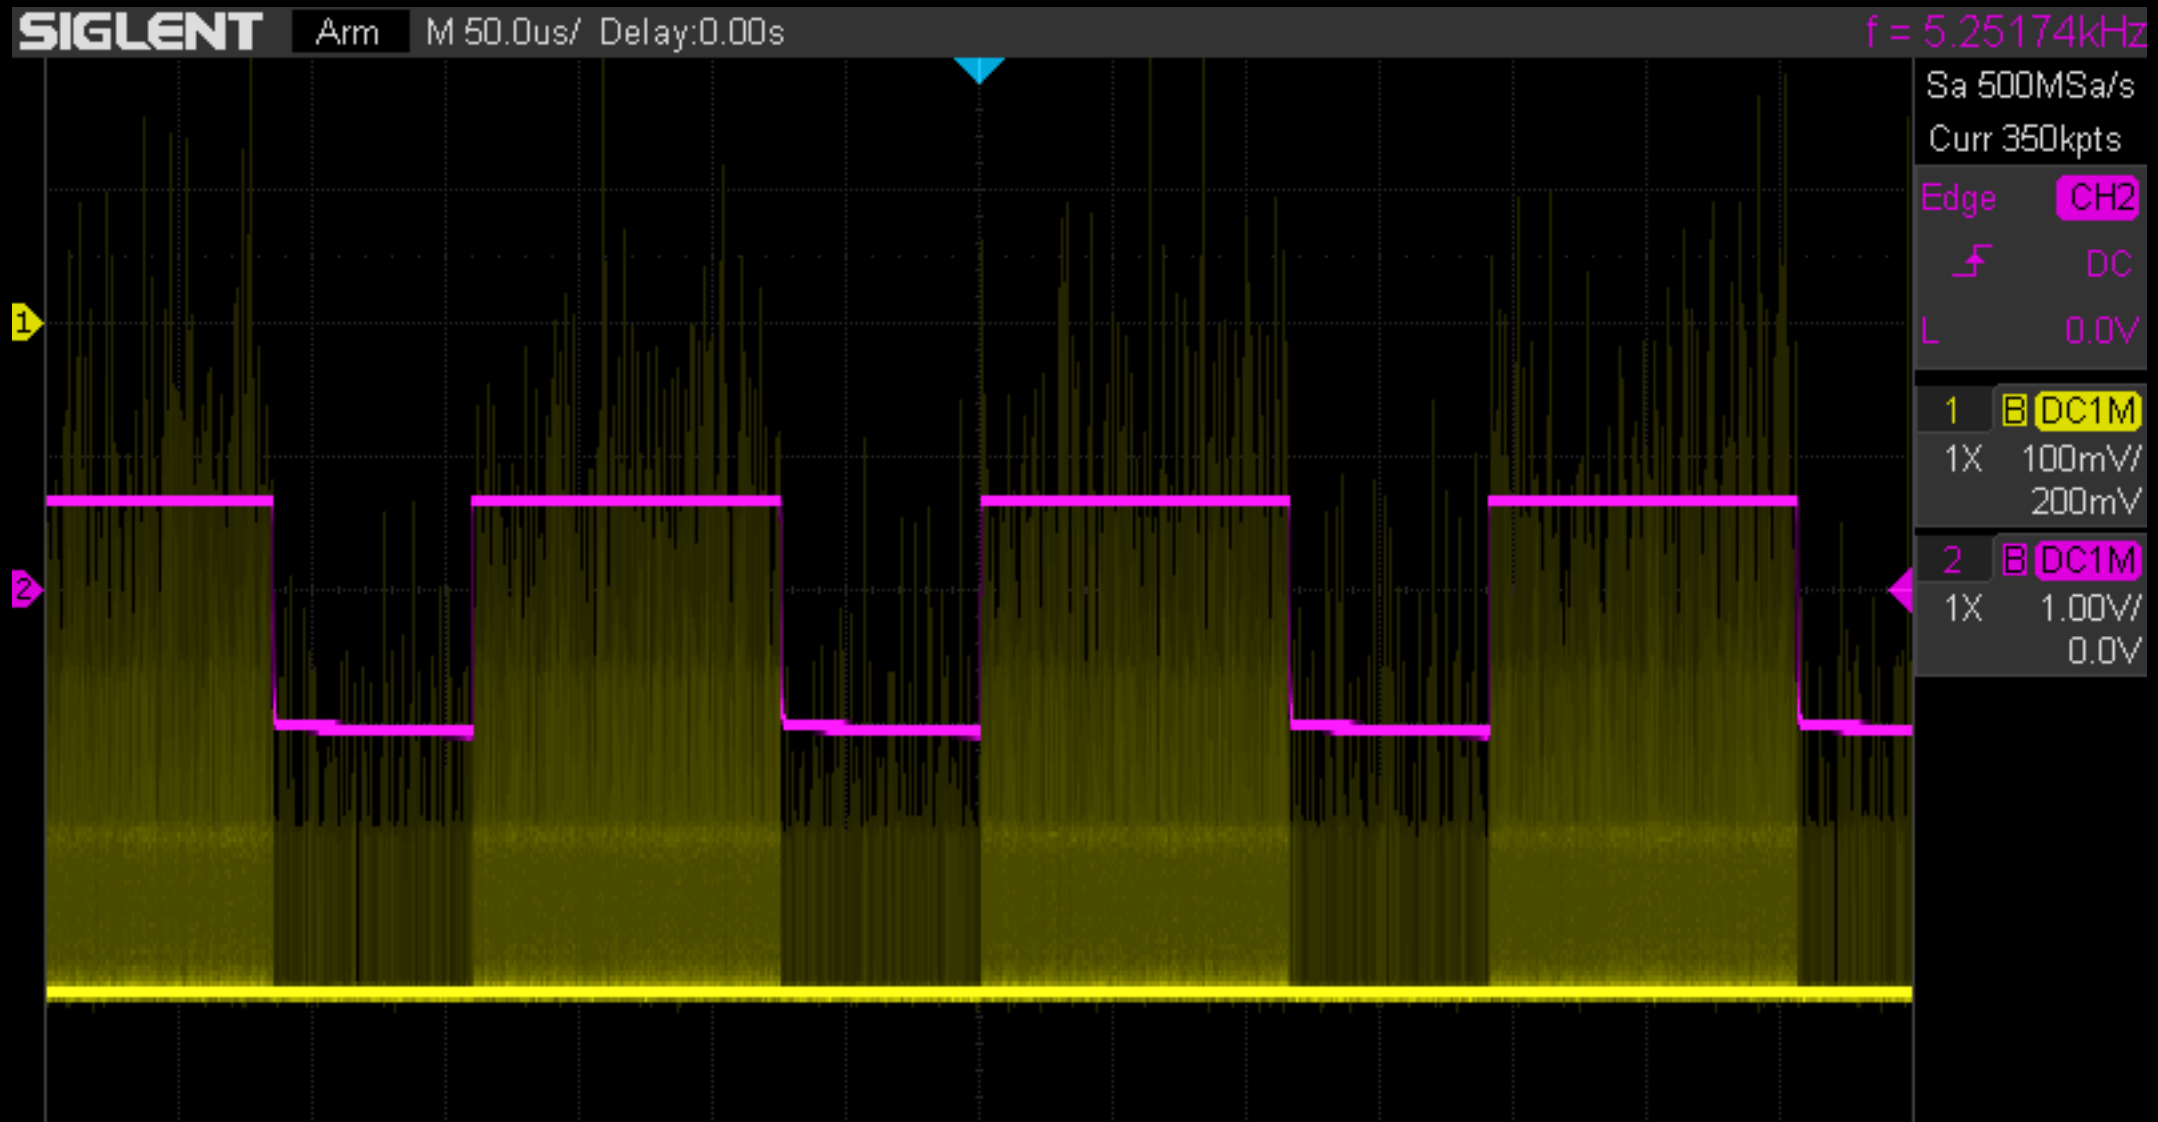 SIGLENT Arm M 50.0us/ Delay:0.00s f = 5.25174kHz
Sa 500MSa/s
Curr 350kpts
Edge CH2
DC
L 0.0V
1 B DC1M
1X 100mV/
200mV
2 B DC1M
1X 1.00V/
0.0V
1
2